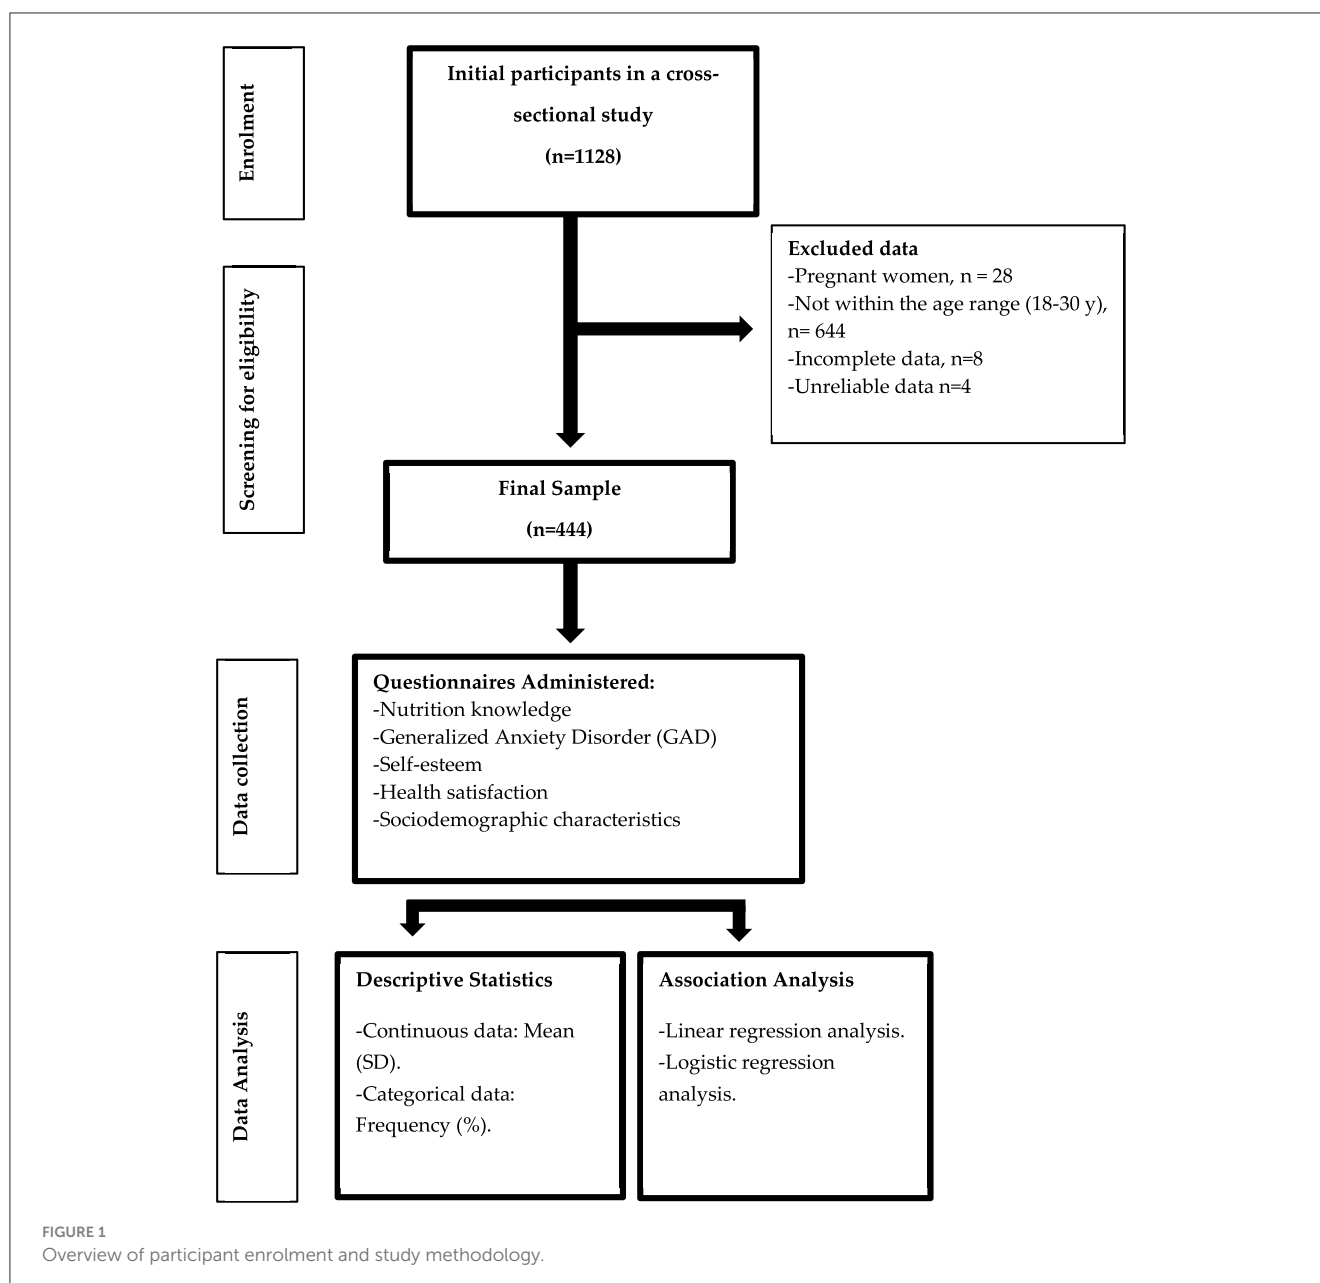 Enrolment
Initial participants in a cross-
sectional study
(n=1128)
Screening for eligibility
Excluded data
-Pregnant women, n = 28
-Not within the age range (18-30 y),
n= 644
-Incomplete data, n=8
-Unreliable data n=4
Final Sample
(n=444)
Data collection
Questionnaires Administered:
-Nutrition knowledge
-Generalized Anxiety Disorder (GAD)
-Self-esteem
-Health satisfaction
-Sociodemographic characteristics
Data Analysis
Descriptive Statistics
-Continuous data: Mean
(SD).
-Categorical data:
Frequency (%).
Association Analysis
-Linear regression analysis.
-Logistic regression
analysis.
FIGURE 1
Overview of participant enrolment and study methodology.